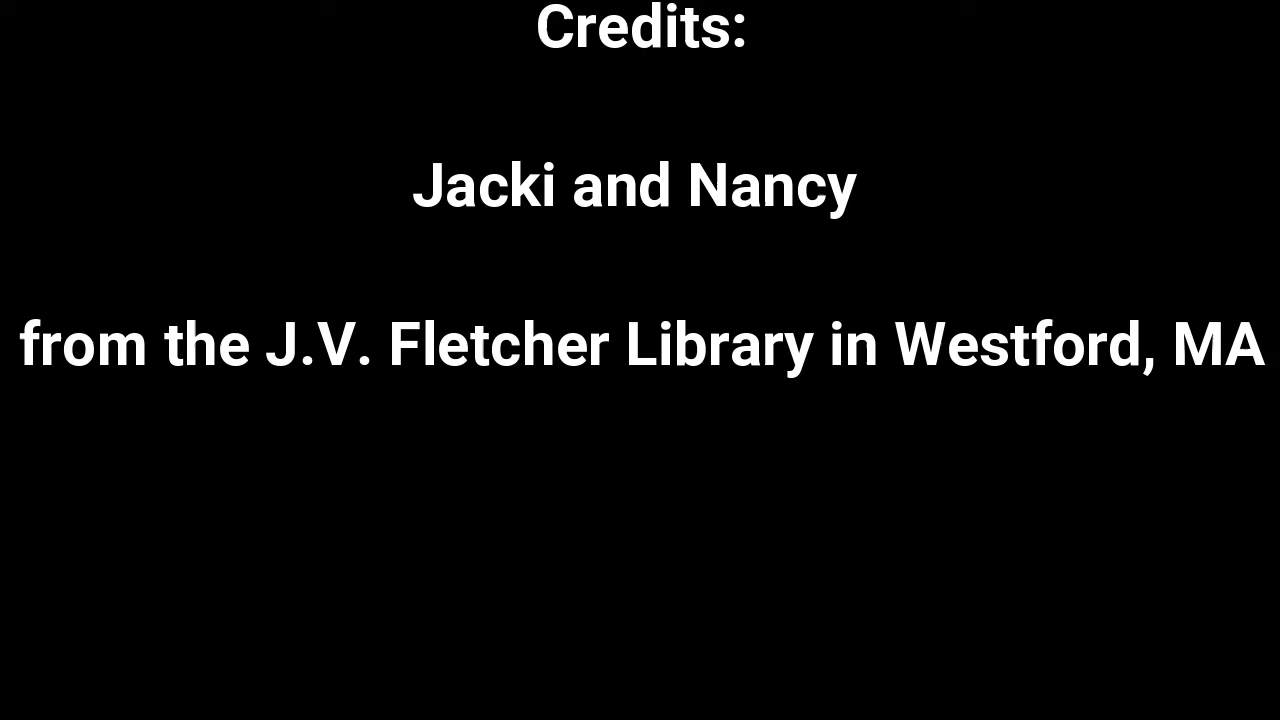 Credits:
Jacki and Nancy
from the J.V. Fletcher Library in Westford, MA